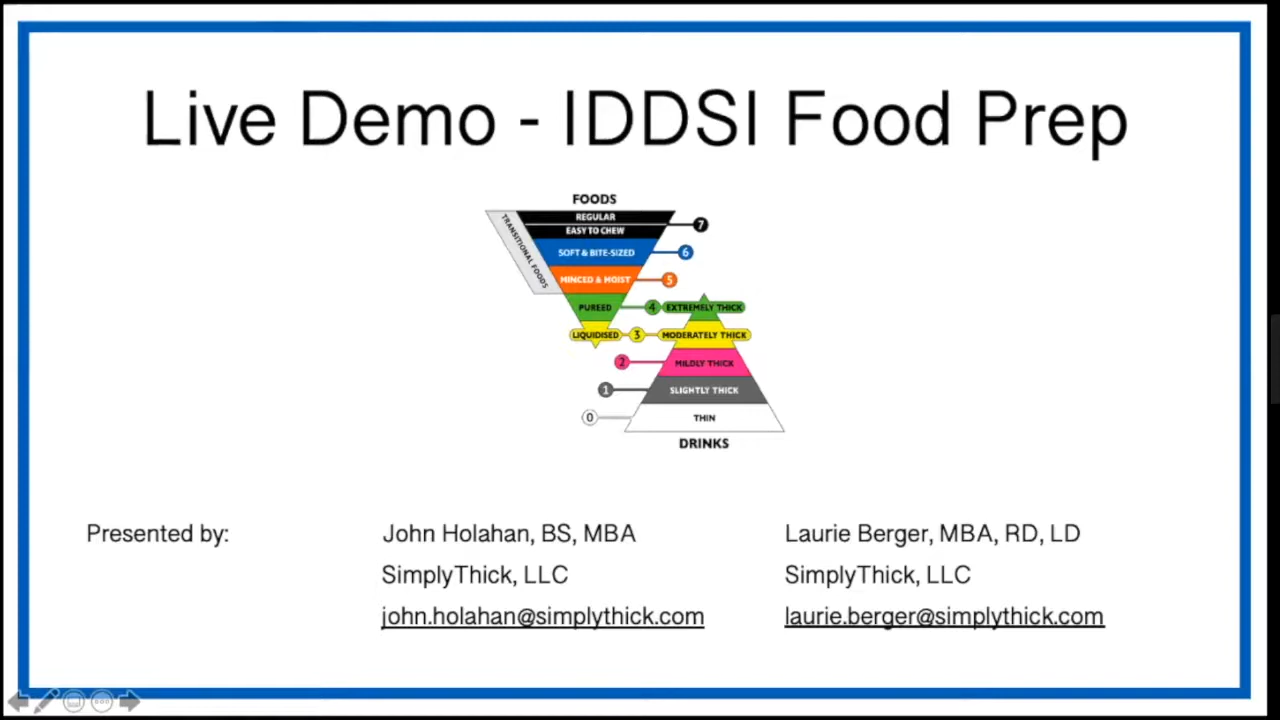 Live Demo - IDDSI Food Prep
FOODS
TRANSITIONAL FOODS
REGULAR
7
EASY TO CHEW
SOFT & BITE-SIZED 6
MINCED & MOIST 5
PUREED 4 EXTREMELY THICK
LIQUIDISED 3 MODERATELY THICK
2 MILDLY THICK
1 SLIGHTLY THICK
0 THIN
DRINKS
Presented by: John Holahan, BS, MBA Laurie Berger, MBA, RD, LD
SimplyThick, LLC SimplyThick, LLC
john.holahan@simplythick.com laurie.berger@simplythick.com